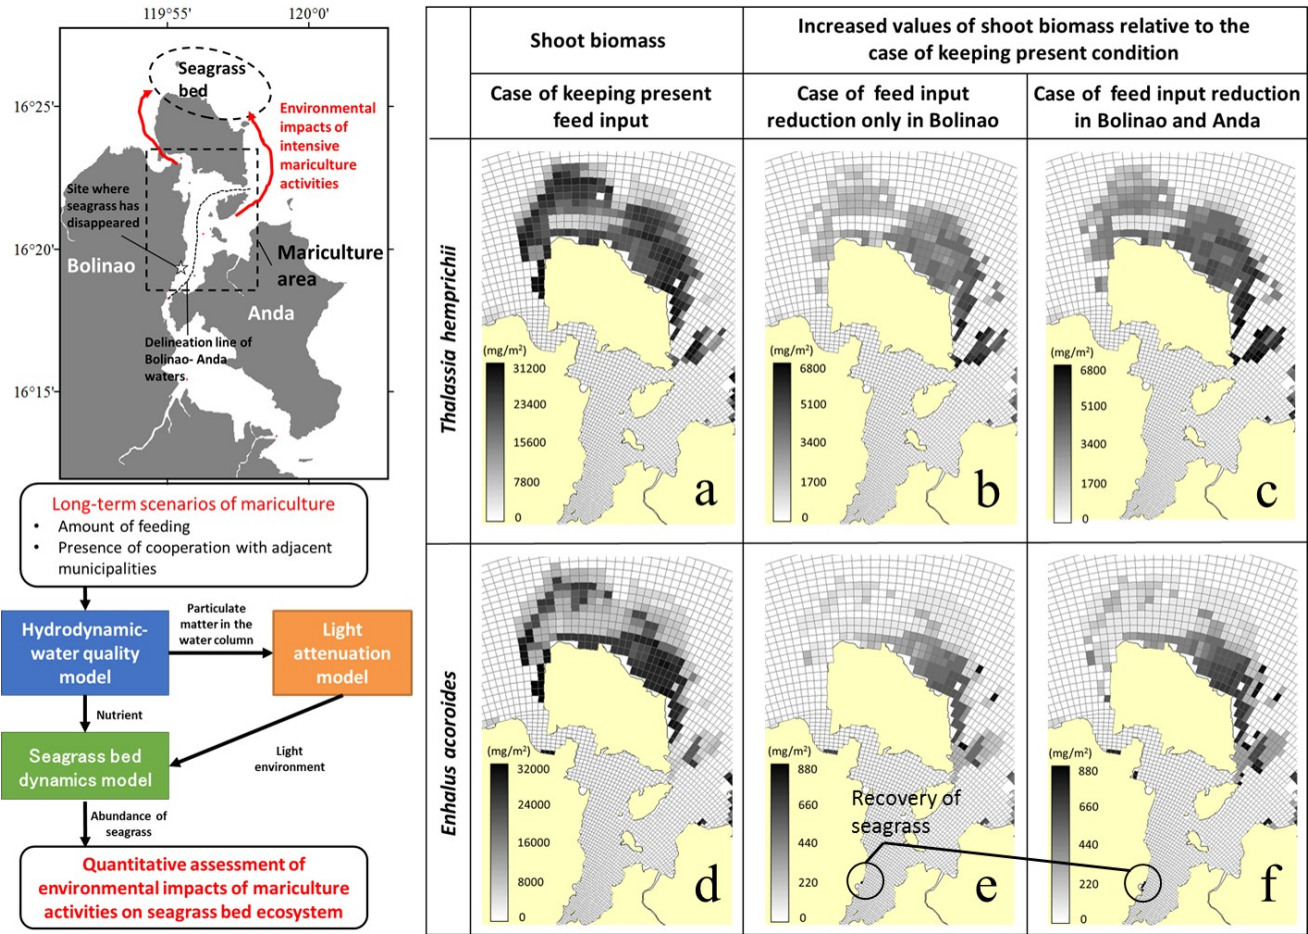 119°55'
120°0'
16°25'
16°20'
16°15'
Seagrass
bed
Environmental
impacts of
intensive
mariculture
activities
Site where
seagrass has
disappeared
Bolinao
Mariculture
area
Anda
Delineation line of
Bolinao- Anda
waters
Long-term scenarios of mariculture
• Amount of feeding
• Presence of cooperation with adjacent
municipalities
Hydrodynamic-
water quality
model
Particulate
matter in the
water column
Light
attenuation
model
Nutrient
Light
environment
Seagrass bed
dynamics model
Abundance of
seagrass
Quantitative assessment of
environmental impacts of mariculture
activities on seagrass bed ecosystem
Shoot biomass
Increased values of shoot biomass relative to the
case of keeping present condition
Case of keeping present
feed input
Case of feed input
reduction only in Bolinao
Case of feed input reduction
in Bolinao and Anda
Thalassia hemprichii
(mg/m²)
31200
23400
15600
7800
0
a
(mg/m²)
6800
5100
3400
1700
0
b
(mg/m²)
6800
5100
3400
1700
0
c
Enhalus acoroides
(mg/m²)
32000
24000
16000
8000
0
d
(mg/m²)
880
660
440
220
0
Recovery of
seagrass
e
(mg/m²)
880
660
440
220
0
f